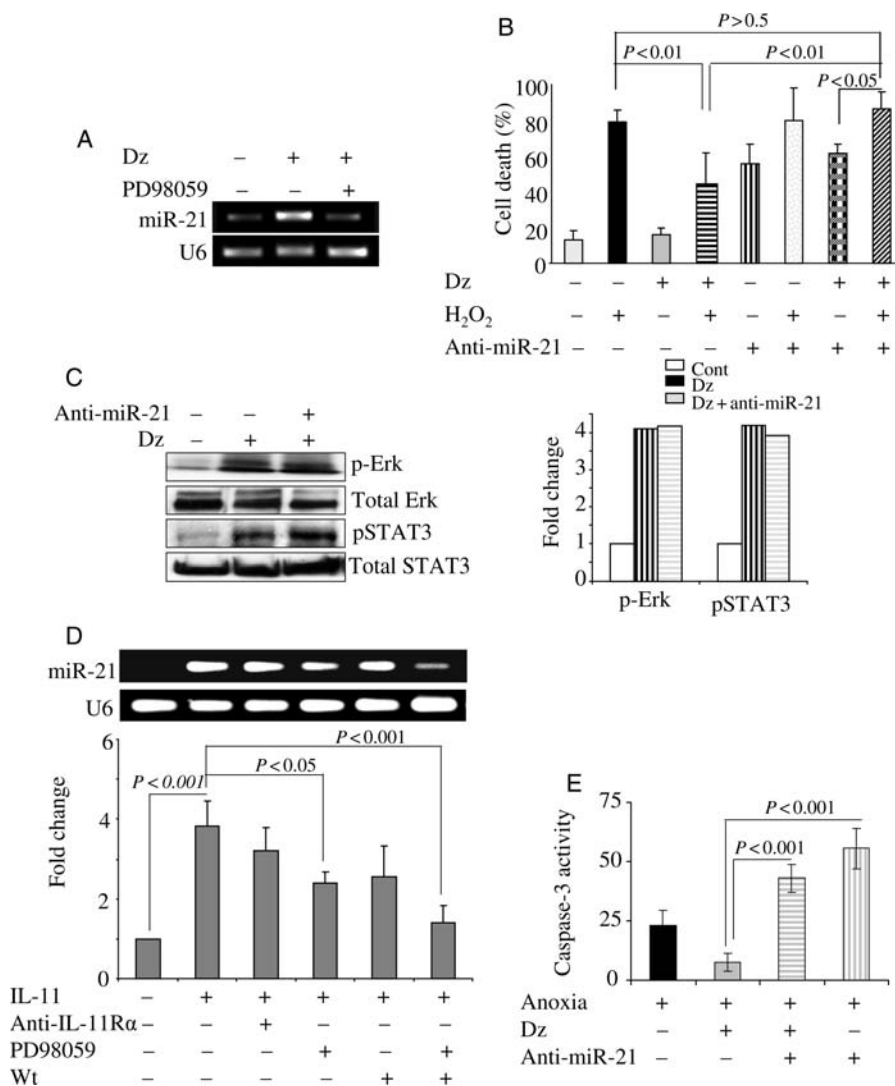 A
Dz – + +
PD98059 – – +
miR-21
U6
B
P>0.5
P<0.01 P<0.01
P<0.05
Cell death (%)
100
80
60
40
20
0
Dz – – + + – – + +
H2O2 – + – + – + – +
Anti-miR-21 – – – – + + + +
C
Anti-miR-21 – – +
Dz – + +
p-Erk
Total Erk
pSTAT3
Total STAT3
Cont
Dz
Dz + anti-miR-21
Fold change
4
3
2
1
0
p-Erk pSTAT3
D
miR-21
U6
P<0.001
P<0.05
P<0.001
Fold change
6
4
2
0
IL-11 – + + + + +
Anti-IL-11Rα – – + – – –
PD98059 – – – + – +
Wt – – – – + +
E
P<0.001
P<0.001
Caspase-3 activity
75
50
25
0
Anoxia + + + +
Dz – + + –
Anti-miR-21 – – + +